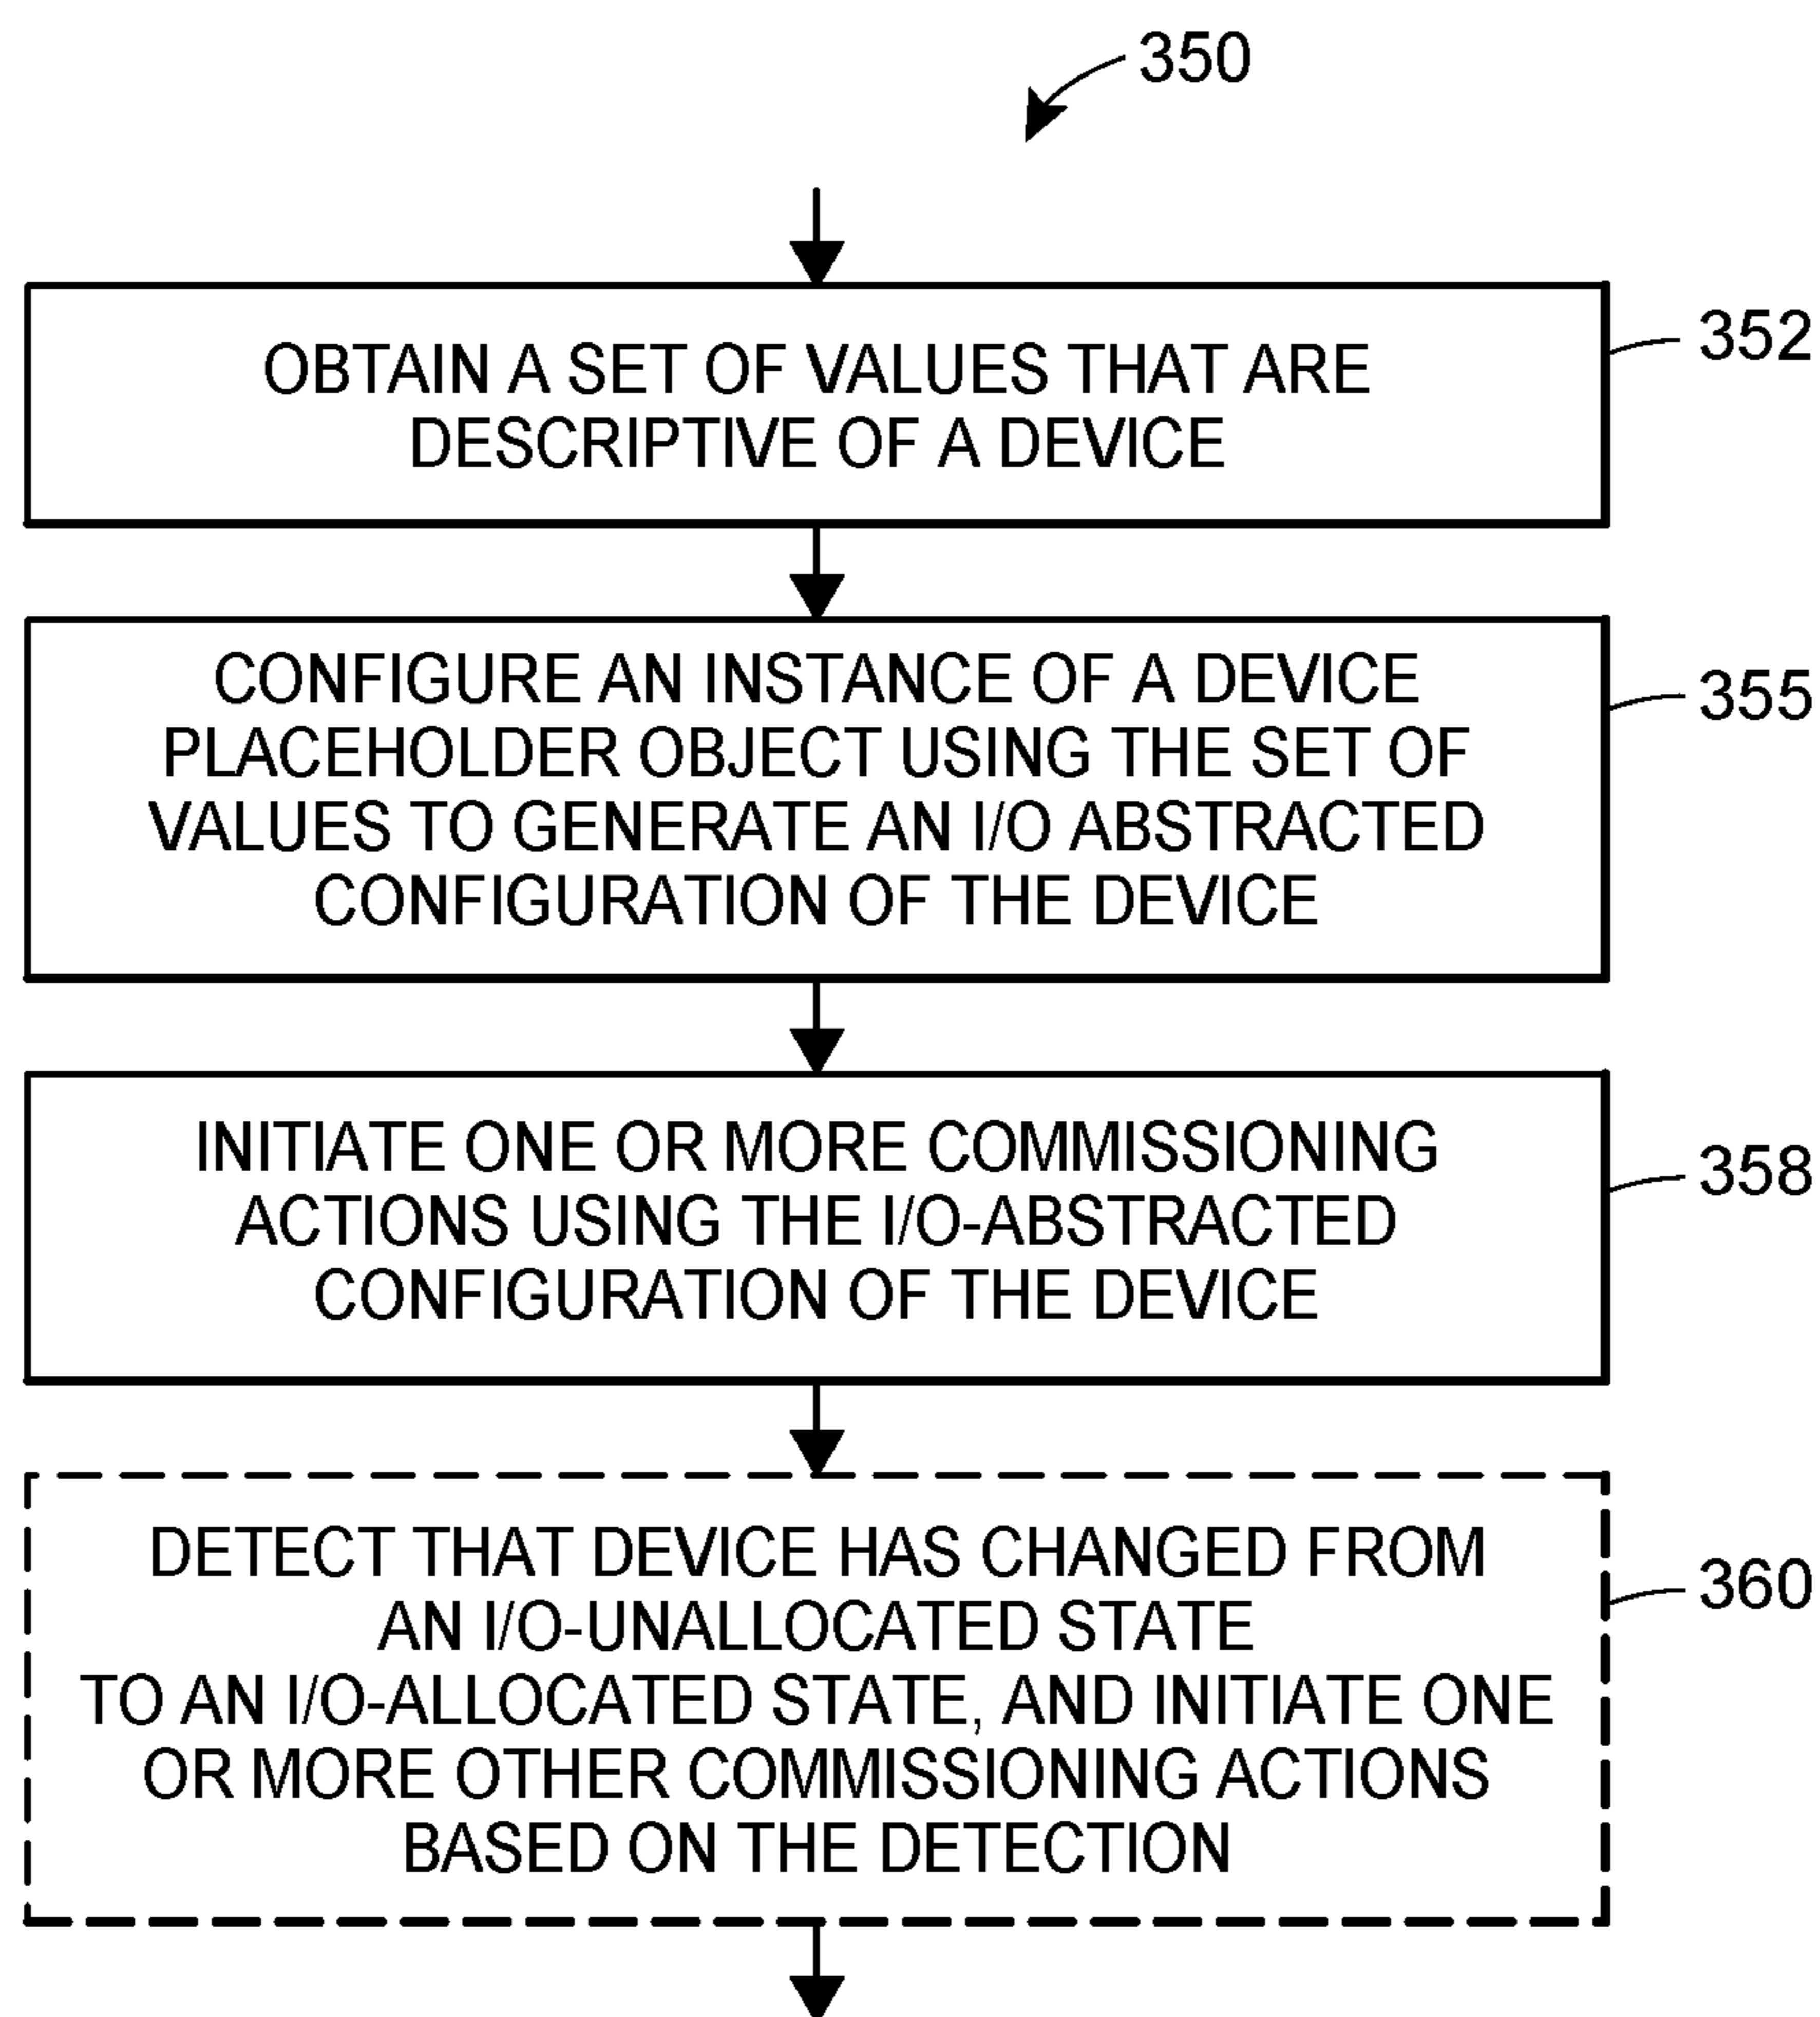 350
OBTAIN A SET OF VALUES THAT ARE
DESCRIPTIVE OF A DEVICE
352
CONFIGURE AN INSTANCE OF A DEVICE
PLACEHOLDER OBJECT USING THE SET OF
VALUES TO GENERATE AN I/O ABSTRACTED
CONFIGURATION OF THE DEVICE
355
INITIATE ONE OR MORE COMMISSIONING
ACTIONS USING THE I/O-ABSTRACTED
CONFIGURATION OF THE DEVICE
358
DETECT THAT DEVICE HAS CHANGED FROM
AN I/O-UNALLOCATED STATE
TO AN I/O-ALLOCATED STATE, AND INITIATE ONE
OR MORE OTHER COMMISSIONING ACTIONS
BASED ON THE DETECTION
360